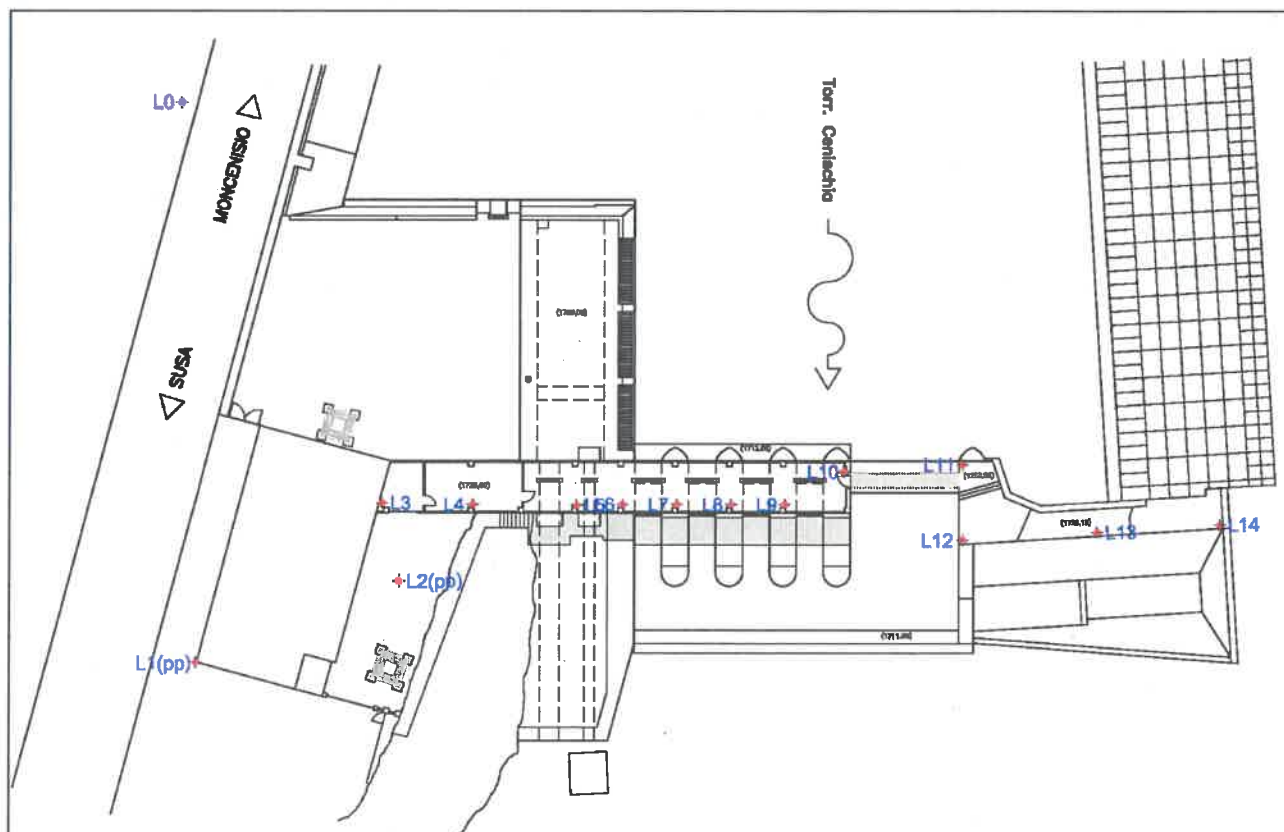 L0
MONCENISIO
SUSA
Torr. Cenischia
L3
L4
L5
L6
L7
L8
L9
L10
L11
L12
L13
L14
L2(pp)
L1(pp)